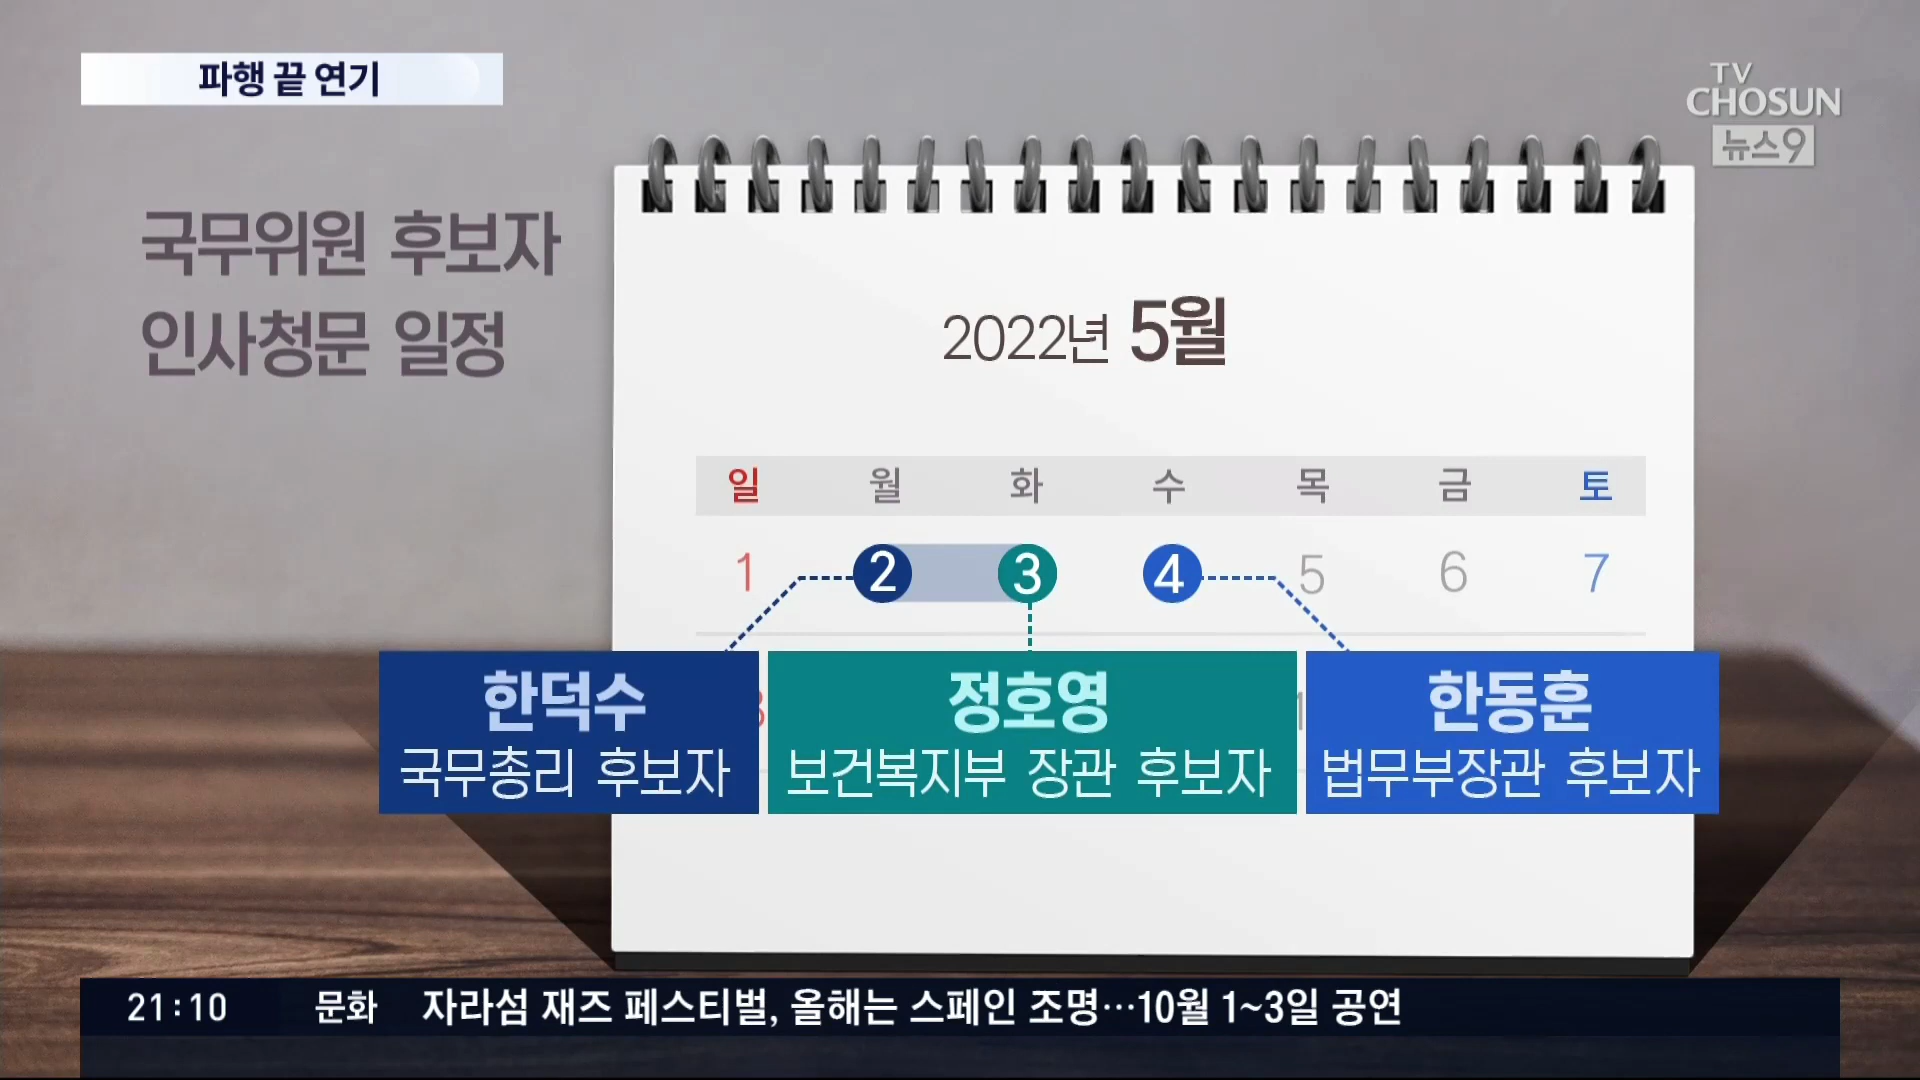 파행 끝 연기
TV
CHOSUN
뉴스9
국무위원 후보자
인사청문 일정
2022년 5월
일 월 화 수 목 금 토
1 2 3 4 5 6 7
한덕수
국무총리 후보자
정호영
보건복지부 장관 후보자
한동훈
법무부장관 후보자
21:10 문화 자라섬 재즈 페스티벌, 올해는 스페인 조명…10월 1~3일 공연